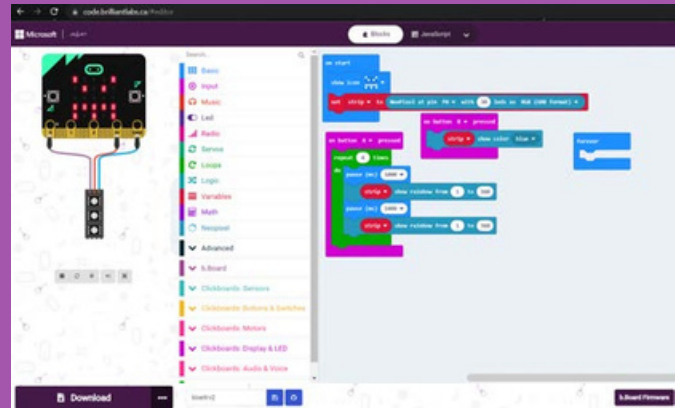 code.brilliantlabs.ca/#editor
Microsoft
Blocks
JavaScript
Search...
Basic
Input
Music
Led
Radio
Servos
Loops
Logic
Variables
Math
Neopixel
Advanced
b.Board
Clickboards: Sensors
Clickboards: Buttons & Switches
Clickboards: Motors
Clickboards: Display & LED
Clickboards: Audio & Voice
on start
show icon
set strip to NeoPixel at pin P0 with 30 leds as RGB (GRB format)
on button B pressed
strip show color blue
forever
on button A pressed
repeat 4 times
do pause (ms) 1000
strip show rainbow from 1 to 360
pause (ms) 1000
strip show rainbow from 1 to 360
Download
b.Board Firmware